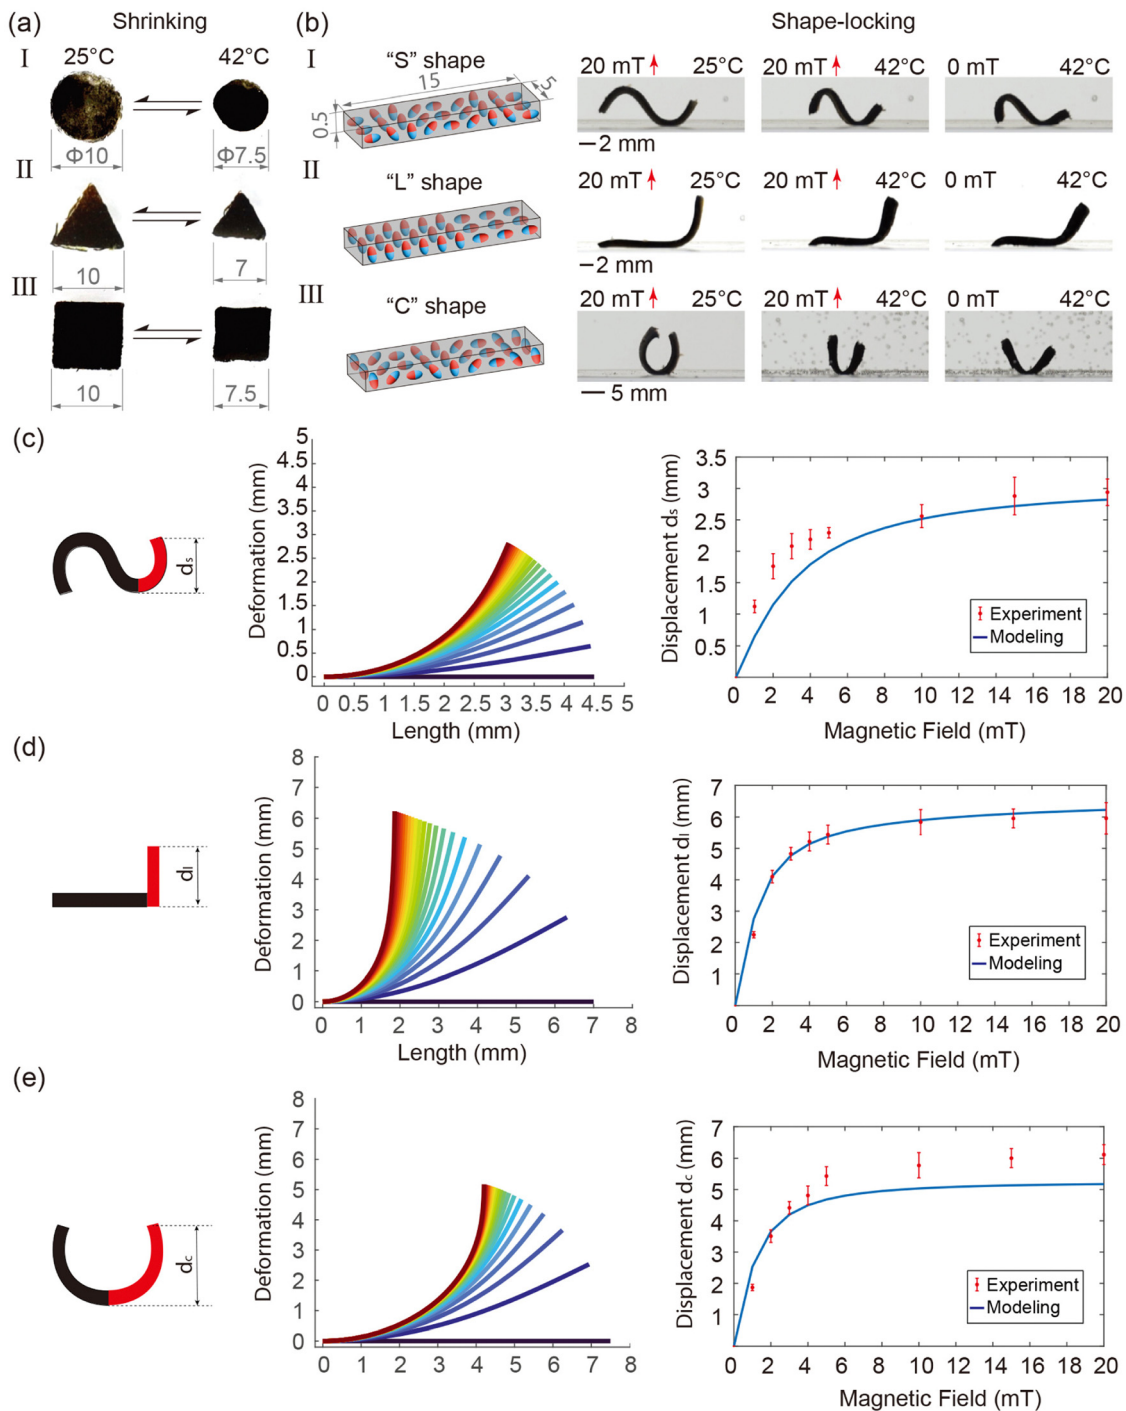 (a) Shrinking
I 25°C 42°C
Φ10 Φ7.5
II
10 7
III
10 7.5
(b) Shape-locking
I "S" shape
15 5
0.5
20 mT 25°C 20 mT 42°C 0 mT 42°C
2 mm
II "L" shape
20 mT 25°C 20 mT 42°C 0 mT 42°C
2 mm
III "C" shape
20 mT 25°C 20 mT 42°C 0 mT 42°C
5 mm
(c)
ds
Deformation (mm)
5
4.5
4
3.5
3
2.5
2
1.5
1
0.5
0
0 0.5 1 1.5 2 2.5 3 3.5 4 4.5 5
Length (mm)
Displacement ds (mm)
3.5
3
2.5
2
1.5
1
0.5
0 2 4 6 8 10 12 14 16 18 20
Magnetic Field (mT)
Experiment
Modeling
(d)
dl
Deformation (mm)
8
7
6
5
4
3
2
1
0
0 1 2 3 4 5 6 7 8
Length (mm)
Displacement dl (mm)
7
6
5
4
3
2
1
0 2 4 6 8 10 12 14 16 18 20
Magnetic Field (mT)
Experiment
Modeling
(e)
dc
Deformation (mm)
8
7
6
5
4
3
2
1
0
0 1 2 3 4 5 6 7 8
Length (mm)
Displacement dc (mm)
7
6
5
4
3
2
1
0 2 4 6 8 10 12 14 16 18 20
Magnetic Field (mT)
Experiment
Modeling